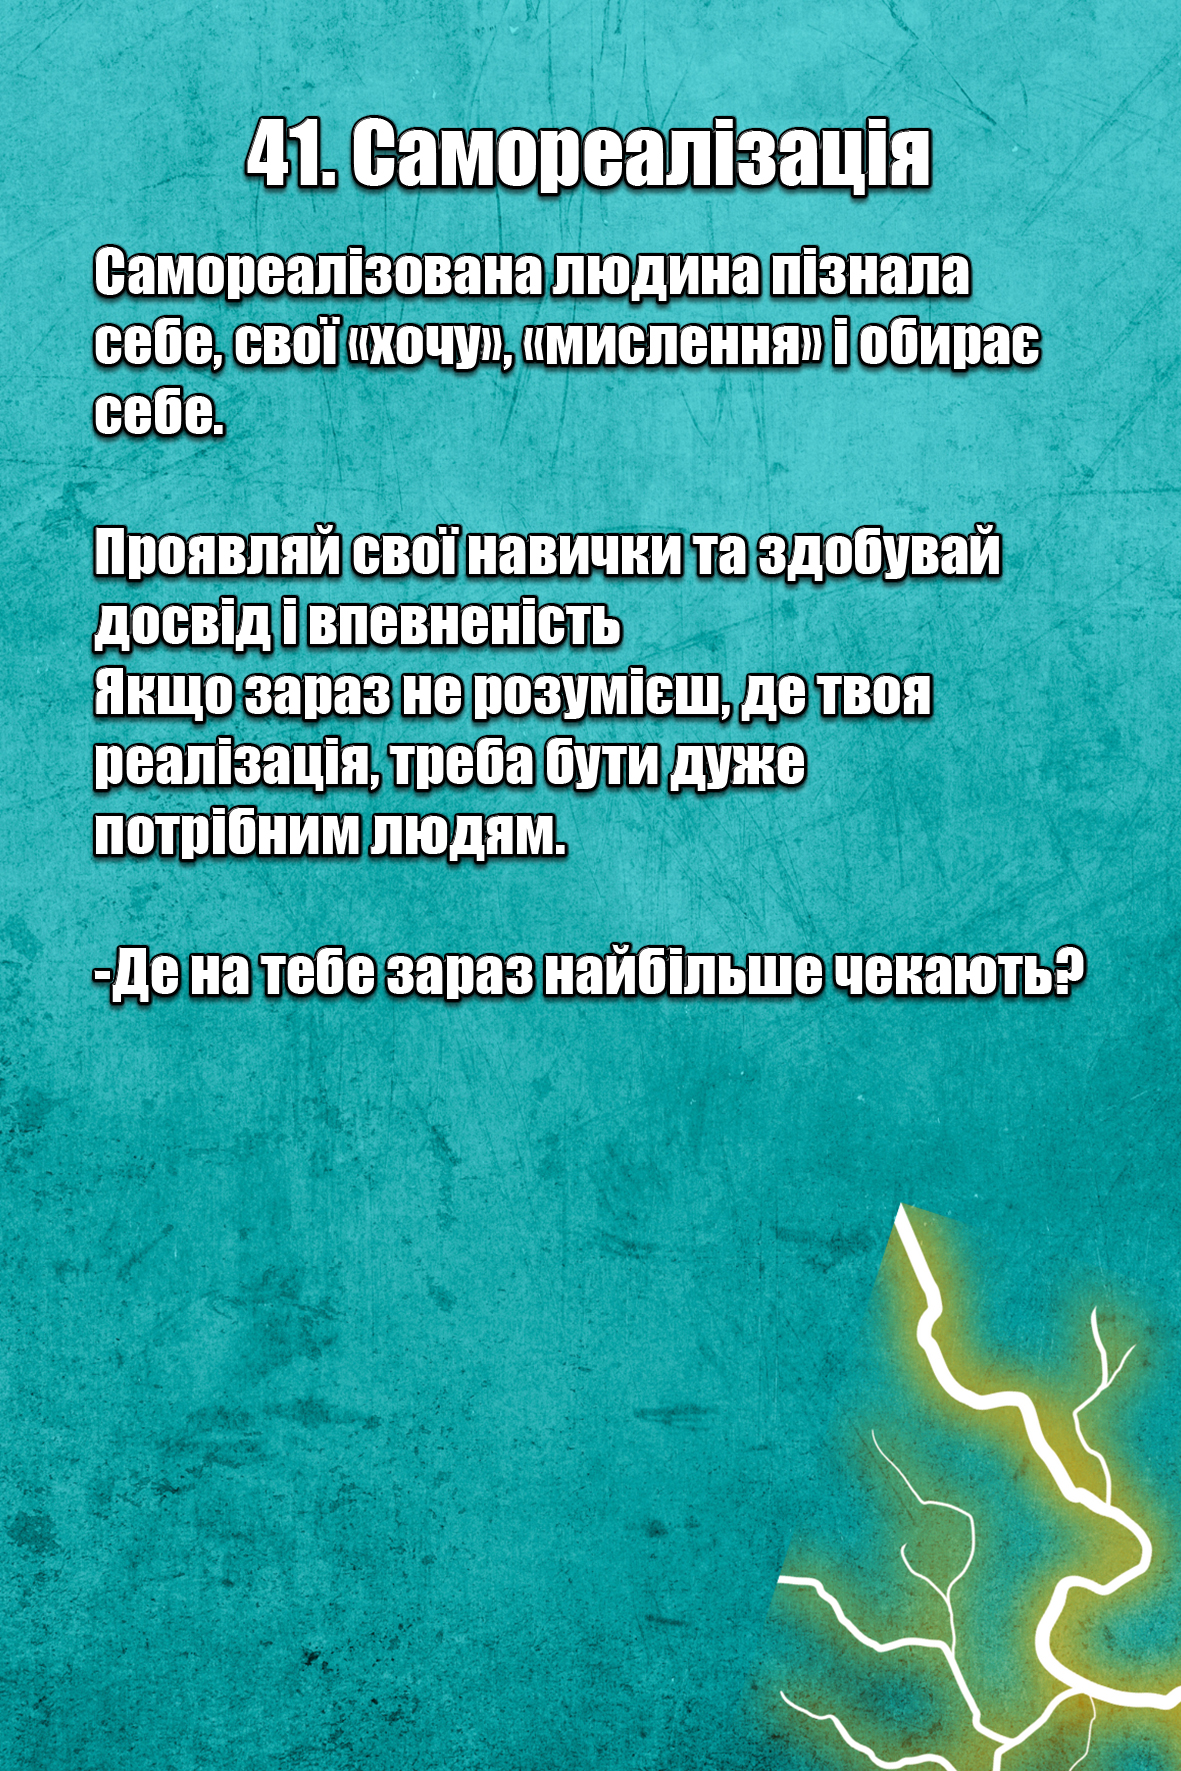 41. Самореалізація
Самореалізована людина пізнала
себе, свої «хочу», «мислення» і обирає
себе.
Проявляй свої навички та здобувай
досвід і впевненість
Якщо зараз не розумієш, де твоя
реалізація, треба бути дуже
потрібним людям.
-Де на тебе зараз найбільше чекають?